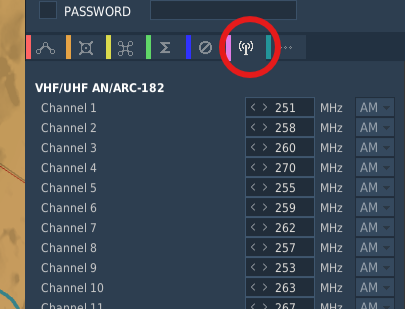 PASSWORD
VHF/UHF AN/ARC-182
Channel 1 < > 251 MHz AM
Channel 2 < > 258 MHz AM
Channel 3 < > 260 MHz AM
Channel 4 < > 270 MHz AM
Channel 5 < > 255 MHz AM
Channel 6 < > 259 MHz AM
Channel 7 < > 262 MHz AM
Channel 8 < > 257 MHz AM
Channel 9 < > 253 MHz AM
Channel 10 < > 263 MHz AM
Channel 11 < > 267 MHz AM